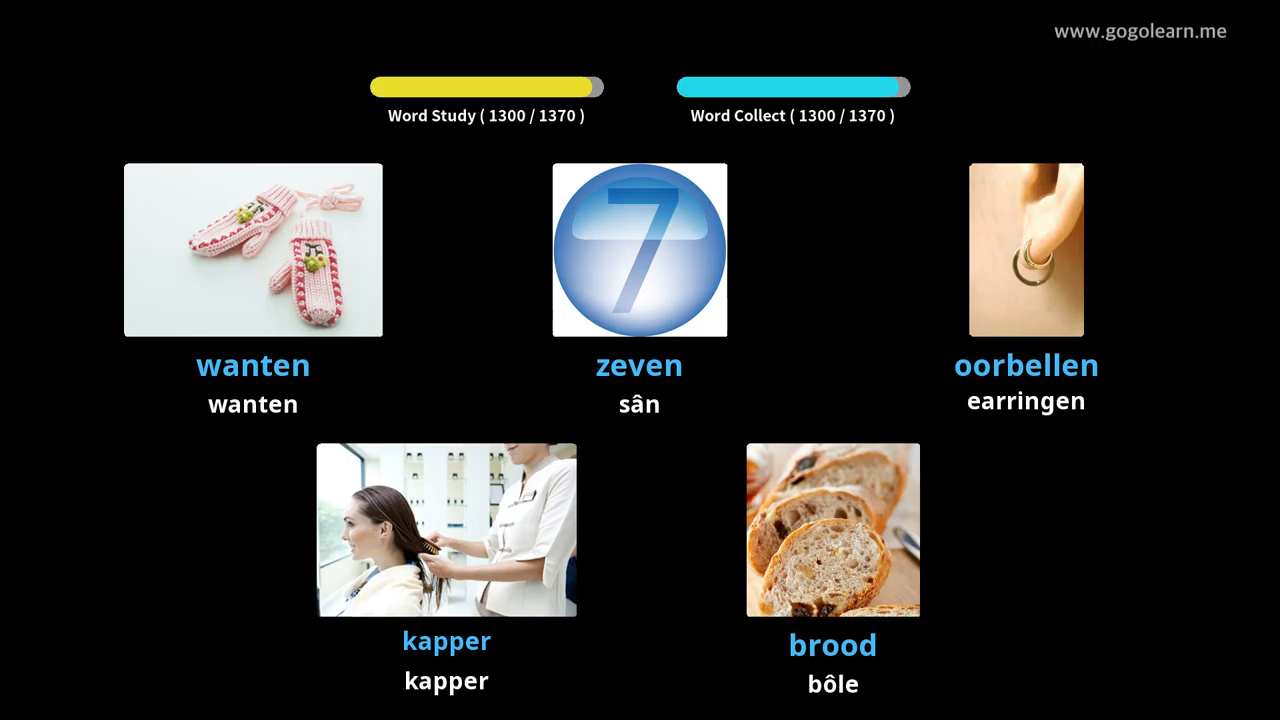 www.gogolearn.me
Word Study ( 1300 / 1370 )
Word Collect ( 1300 / 1370 )
7
wanten
wanten
zeven
sân
oorbellen
earringen
kapper
kapper
brood
bôle